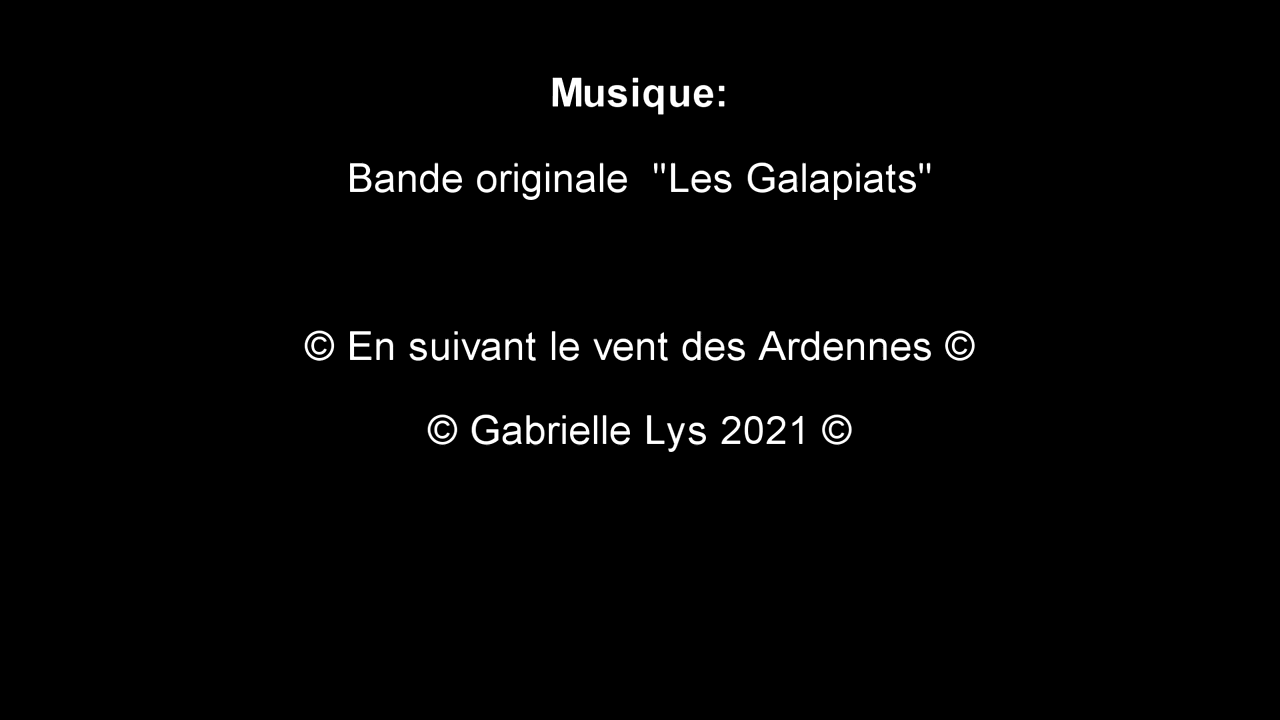 Musique:
Bande originale  "Les Galapiats"
© En suivant le vent des Ardennes ©
© Gabrielle Lys 2021 ©